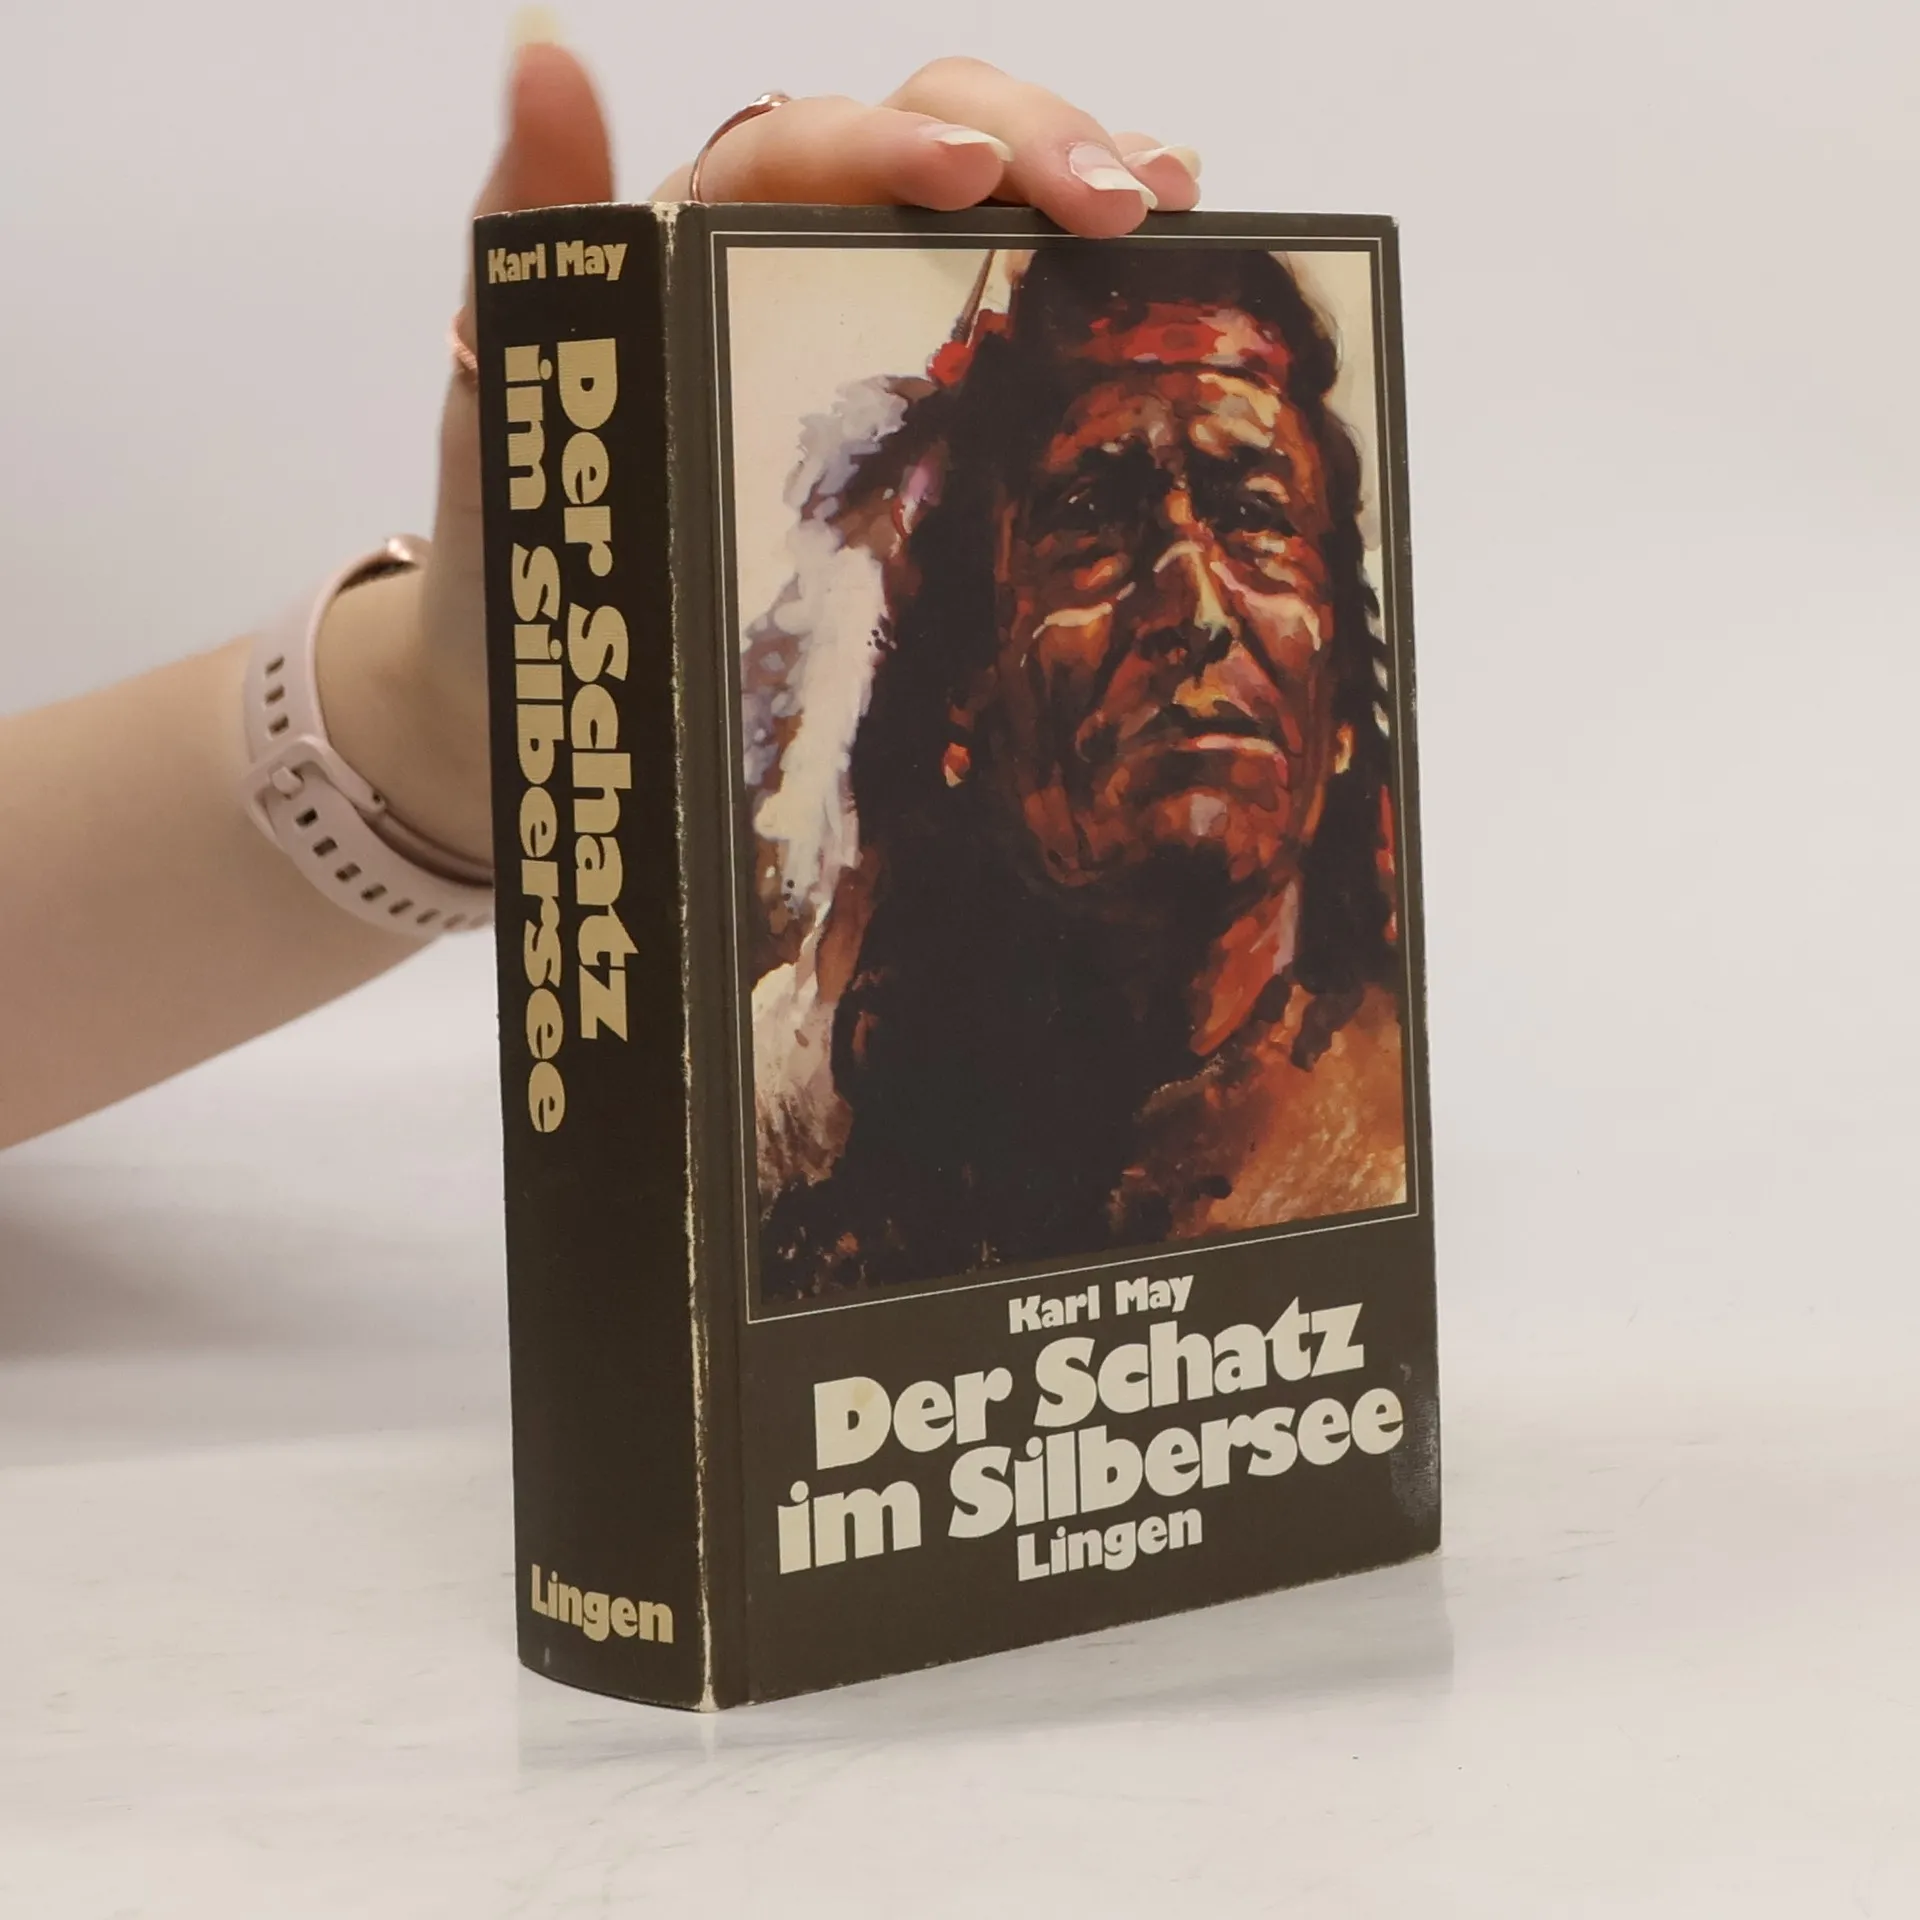 Karl May
Der Schatz
im Silbersee
Lingen
Karl May
Der Schatz
im Silbersee
Lingen